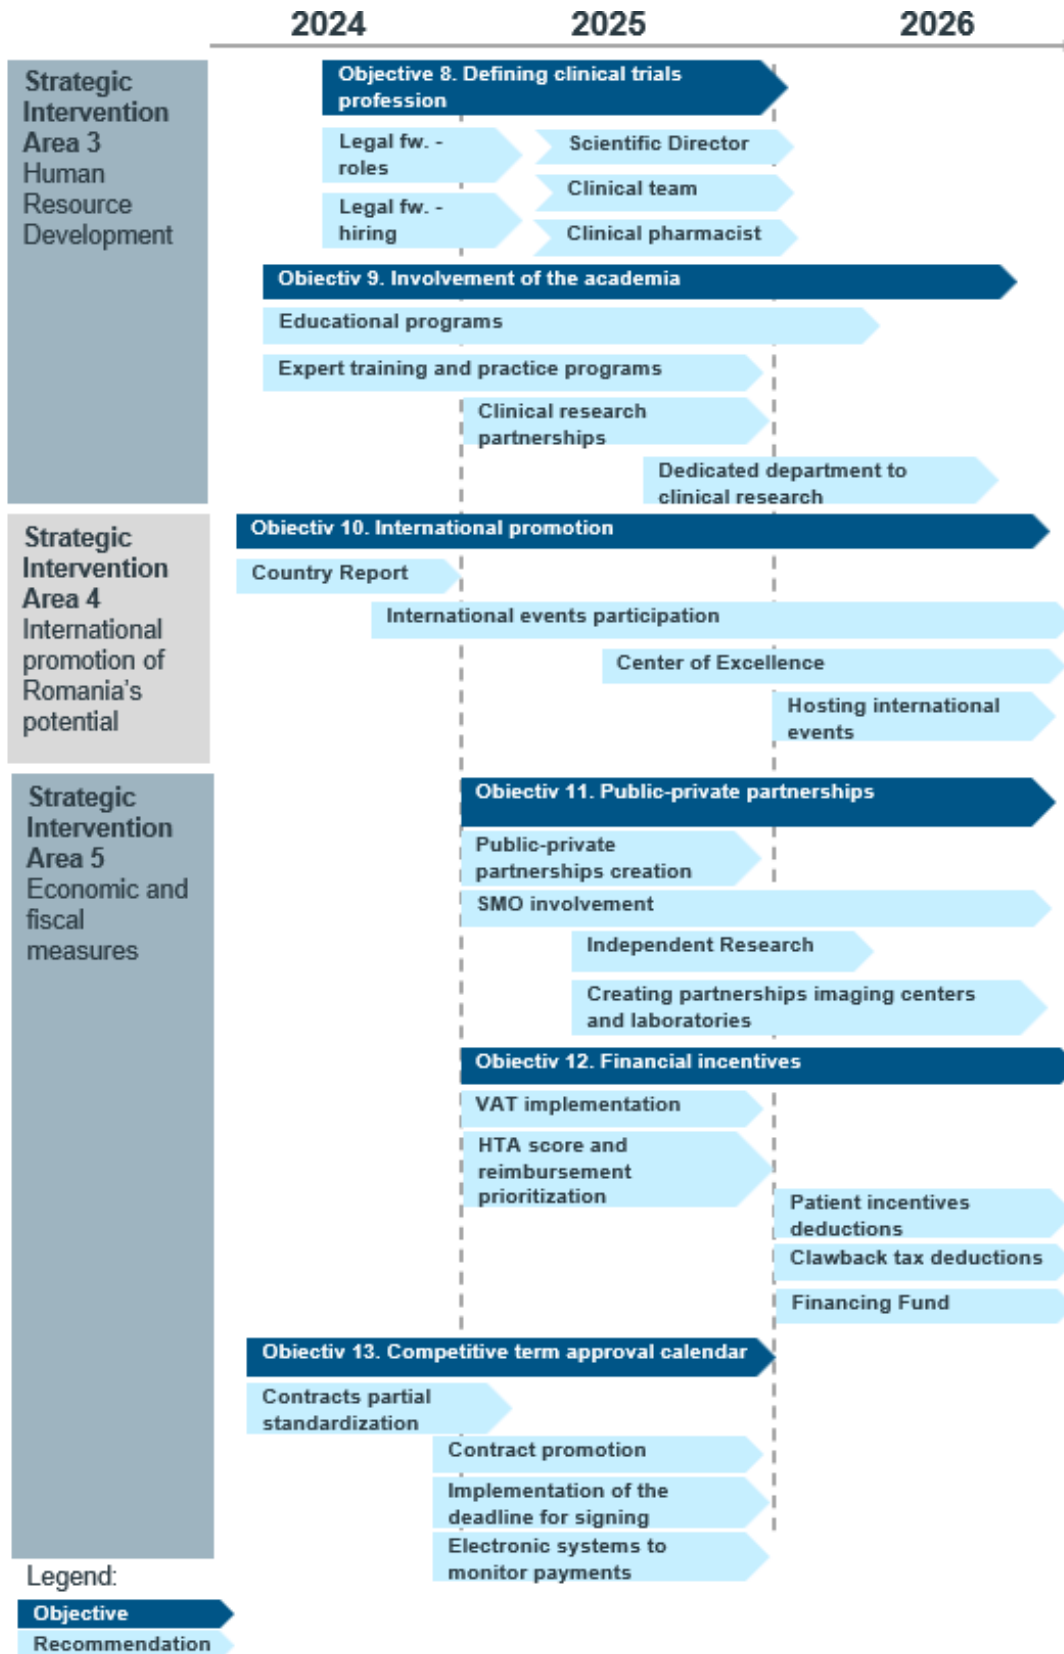 2024 2025 2026
Strategic
Intervention
Area 3
Human
Resource
Development
Objective 8. Defining clinical trials
profession
Legal fw. -
roles
Scientific Director
Clinical team
Legal fw. -
hiring
Clinical pharmacist
Obiectiv 9. Involvement of the academia
Educational programs
Expert training and practice programs
Clinical research
partnerships
Dedicated department to
clinical research
Strategic
Intervention
Area 4
International
promotion of
Romania's
potential
Obiectiv 10. International promotion
Country Report
International events participation
Center of Excellence
Hosting international
events
Strategic
Intervention
Area 5
Economic and
fiscal
measures
Obiectiv 11. Public-private partnerships
Public-private
partnerships creation
SMO involvement
Independent Research
Creating partnerships imaging centers
and laboratories
Obiectiv 12. Financial incentives
VAT implementation
HTA score and
reimbursement
prioritization
Patient incentives
deductions
Clawback tax deductions
Financing Fund
Obiectiv 13. Competitive term approval calendar
Contracts partial
standardization
Contract promotion
Implementation of the
deadline for signing
Electronic systems to
monitor payments
Legend:
Objective
Recommendation